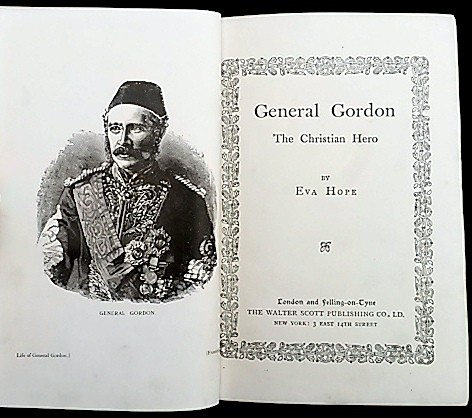 GENERAL GORDON
Life of General Gordon.]
General Gordon
The Christian Hero
BY
EVA HOPE
London and Felling-on-Tyne
THE WALTER SCOTT PUBLISHING CO., LD.
NEW YORK: 3 EAST 14TH STREET